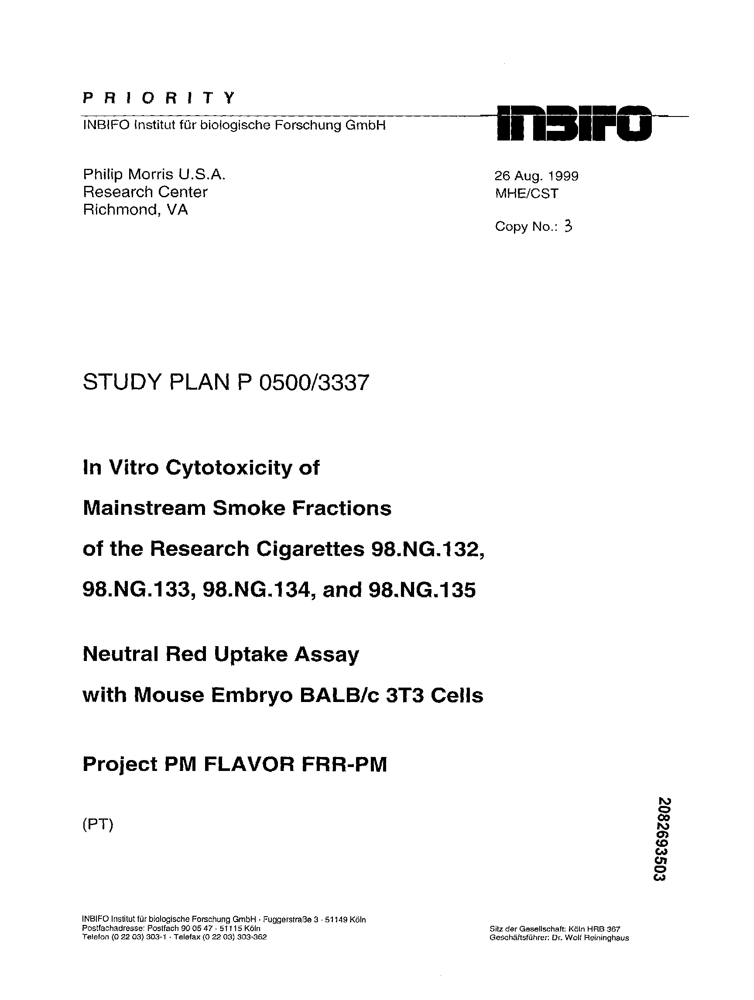 PRIORITY
INBIFO Institut für biologische Forschung GmbH
INBIFO
Philip Morris U.S.A.
Research Center
Richmond, VA
26 Aug. 1999
MHE/CST
Copy No.: 3
STUDY PLAN P 0500/3337
In Vitro Cytotoxicity of
Mainstream Smoke Fractions
of the Research Cigarettes 98.NG.132,
98.NG.133, 98.NG.134, and 98.NG.135
Neutral Red Uptake Assay
with Mouse Embryo BALB/c 3T3 Cells
Project PM FLAVOR FRR-PM
(PT)
2082693503
INBIFO Institut für biologische Forschung GmbH · Fuggerstraße 3 · 51149 Köln
Postfachadresse: Postfach 90 05 47 · 51115 Köln
Telefon (0 22 03) 303-1 · Telefax (0 22 03) 303-362
Sitz der Gesellschaft: Köln HRB 367
Geschäftsführer: Dr. Wolf Reininghaus